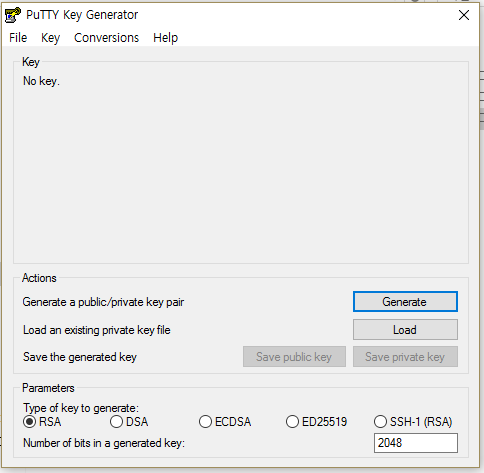 PuTTY Key Generator
File Key Conversions Help
Key
No key.
Actions
Generate a public/private key pair Generate
Load an existing private key file Load
Save the generated key Save public key Save private key
Parameters
Type of key to generate:
RSA DSA ECDSA ED25519 SSH-1 (RSA)
Number of bits in a generated key: 2048